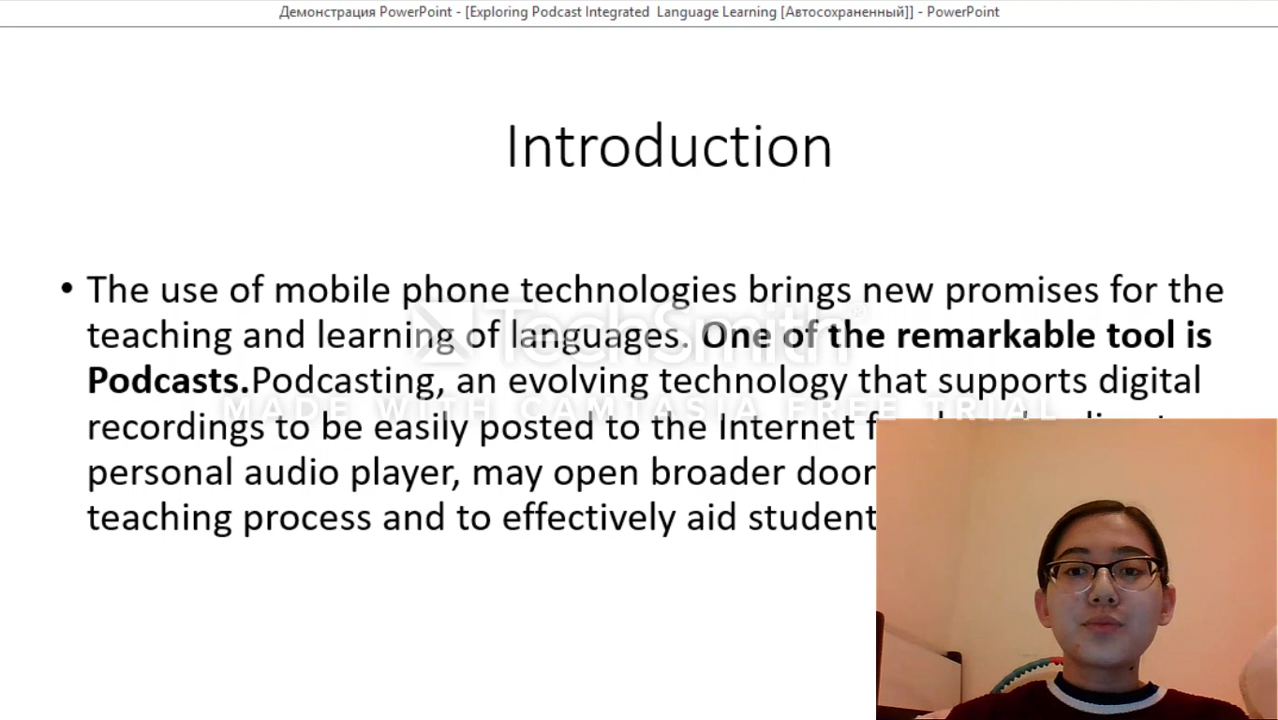 Демонстрация PowerPoint - [Exploring Podcast Integrated Language Learning [Автосохраненный]] - PowerPoint
Introduction
• The use of mobile phone technologies brings new promises for the
teaching and learning of languages. One of the remarkable tool is
Podcasts.Podcasting, an evolving technology that supports digital
recordings to be easily posted to the Internet
personal audio player, may open broader door
teaching process and to effectively aid student
TechSmith®
MADE WITH CAMTASIA FREE TRIAL